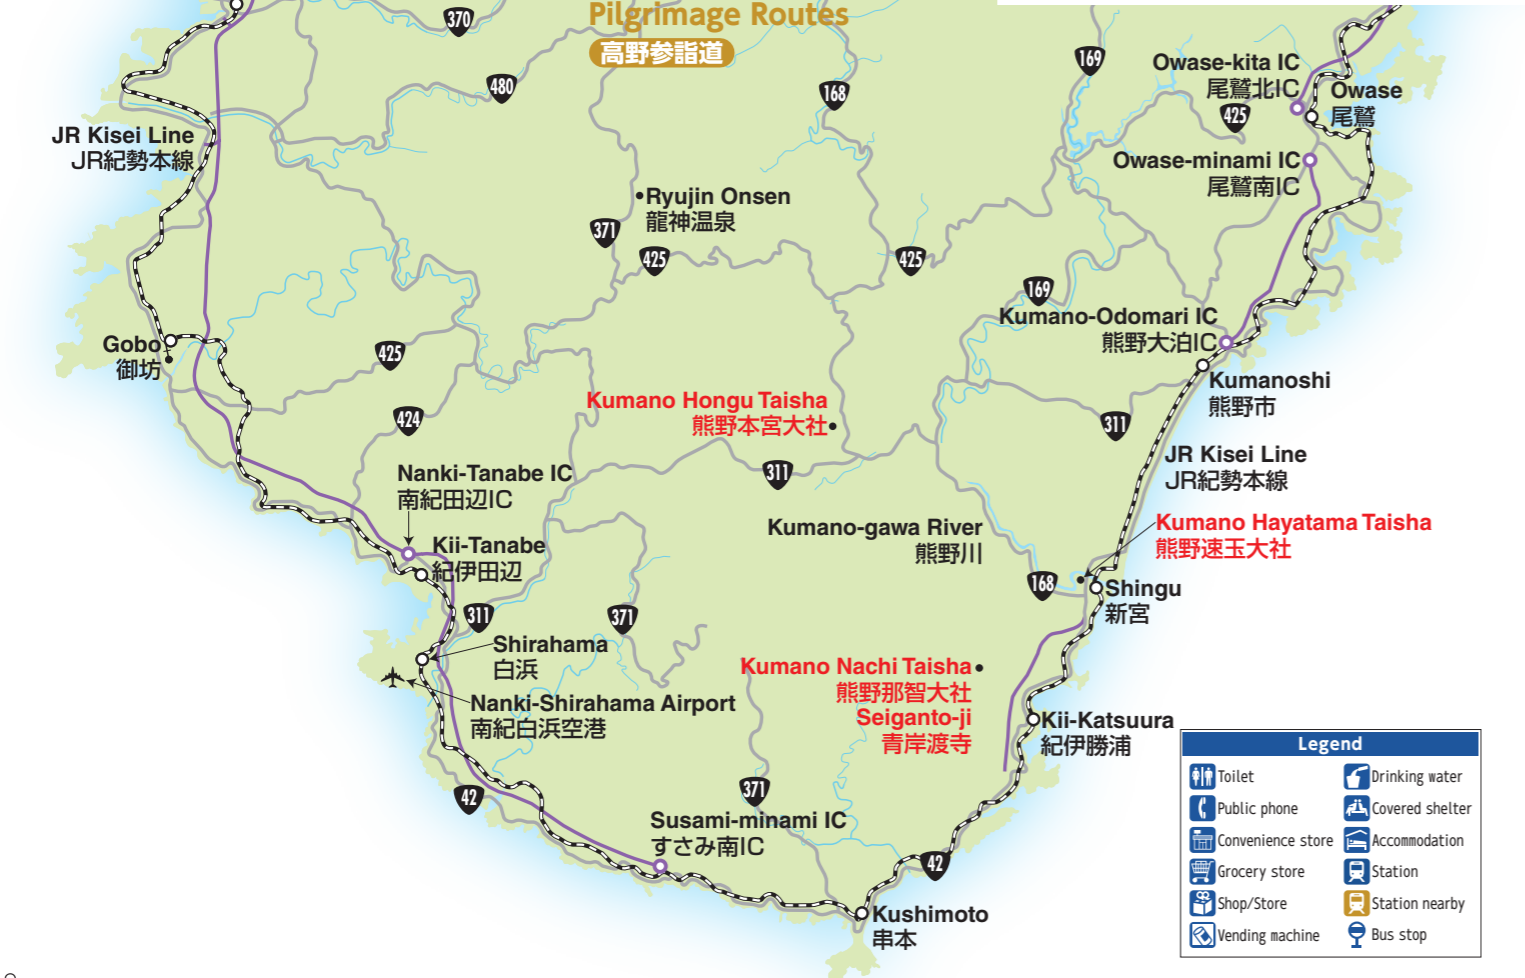 Pilgrimage Routes
高野参詣道
370
480
168
169
425
Owase-kita IC
尾鷲北IC
Owase
尾鷲
JR Kisei Line
JR紀勢本線
Owase-minami IC
尾鷲南IC
Ryujin Onsen
龍神温泉
371
425
425
169
Kumano-Odomari IC
熊野大泊IC
Gobo
御坊
425
Kumanoshi
熊野市
Kumano Hongu Taisha
熊野本宮大社
424
311
JR Kisei Line
JR紀勢本線
Nanki-Tanabe IC
南紀田辺IC
311
Kumano-gawa River
熊野川
Kumano Hayatama Taisha
熊野速玉大社
Kii-Tanabe
紀伊田辺
168
Shingu
新宮
311
371
Shirahama
白浜
Kumano Nachi Taisha
熊野那智大社
Seiganto-ji
青岸渡寺
Nanki-Shirahama Airport
南紀白浜空港
Kii-Katsuura
紀伊勝浦
42
371
Susami-minami IC
すさみ南IC
42
Kushimoto
串本
Legend
Toilet
Drinking water
Public phone
Covered shelter
Convenience store
Accommodation
Grocery store
Station
Shop/Store
Station nearby
Vending machine
Bus stop